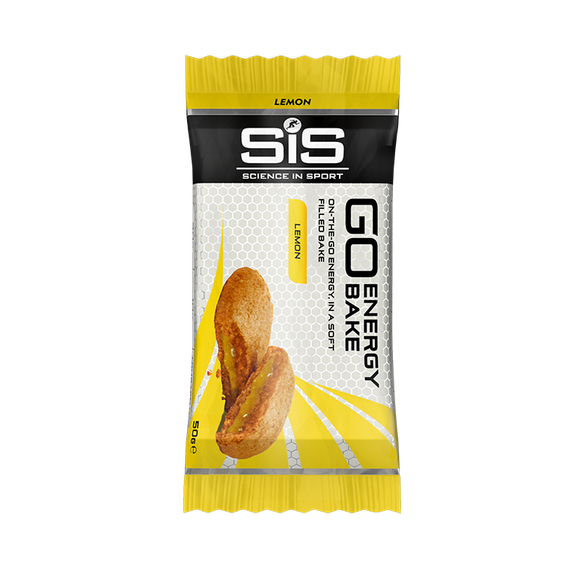 LEMON
SiS
SCIENCE IN SPORT
GO ENERGY
BAKE
ON-THE-GO ENERGY, IN A SOFT
FILLED BAKE
LEMON
50g e